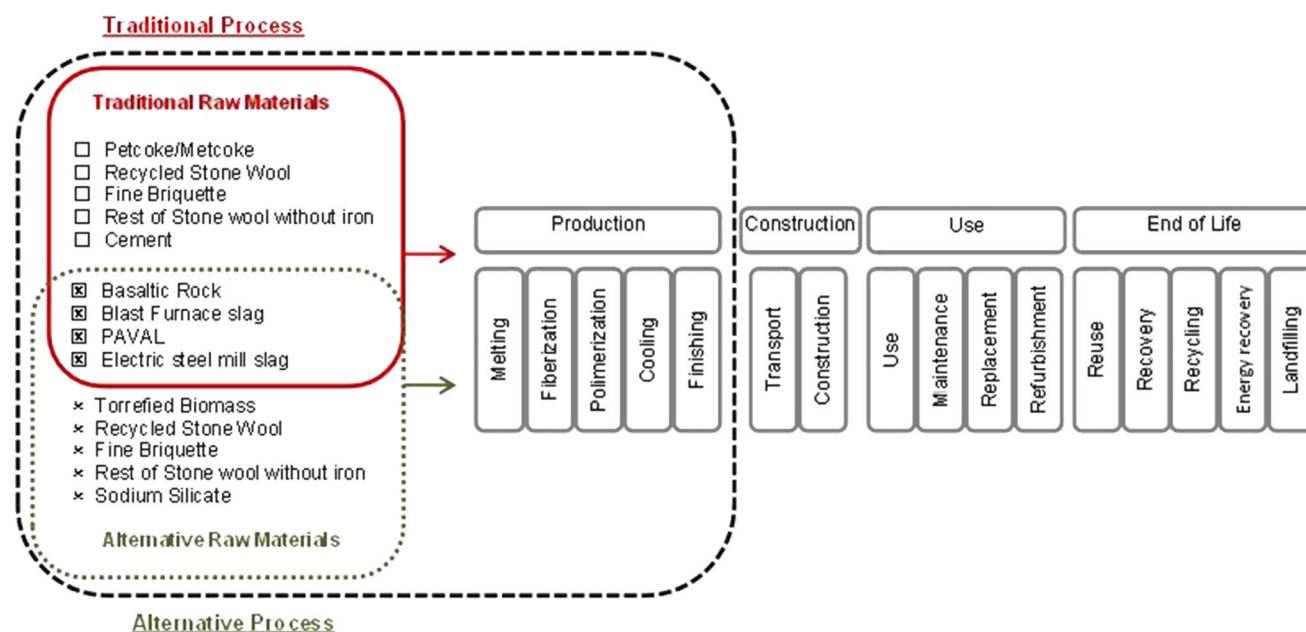 Traditional Process
Traditional Raw Materials
☐ Petcoke/Metcoke
☐ Recycled Stone Wool
☐ Fine Briquette
☐ Rest of Stone wool without iron
☐ Cement
☒ Basaltic Rock
☒ Blast Furnace slag
☒ PAVAL
☒ Electric steel mill slag
× Torrefied Biomass
× Recycled Stone Wool
× Fine Briquette
× Rest of Stone wool without iron
× Sodium Silicate
Alternative Raw Materials
Alternative Process
Production
Melting
Fiberization
Polimerization
Cooling
Finishing
Construction
Transport
Construction
Use
Use
Maintenance
Replacement
Refurbishment
End of Life
Reuse
Recovery
Recycling
Energy recovery
Landfilling